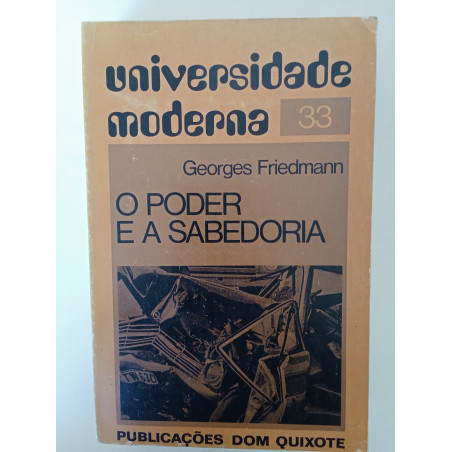 universidade
moderna 33
Georges Friedmann
O PODER
E A SABEDORIA
PUBLICAÇÕES DOM QUIXOTE